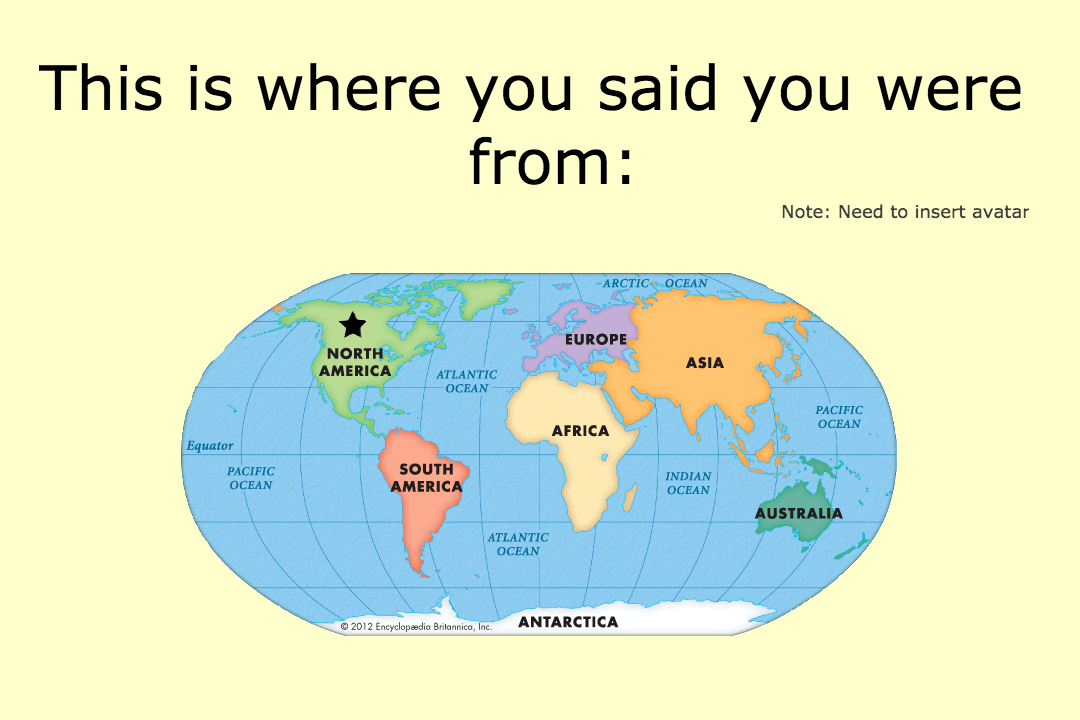 This is where you said you were
from:
Note: Need to insert avatar
ARCTIC OCEAN
NORTH
AMERICA
EUROPE
ASIA
ATLANTIC
OCEAN
PACIFIC
OCEAN
AFRICA
Equator
PACIFIC
OCEAN
SOUTH
AMERICA
INDIAN
OCEAN
AUSTRALIA
ATLANTIC
OCEAN
ANTARCTICA
© 2012 Encyclopædia Britannica, Inc.